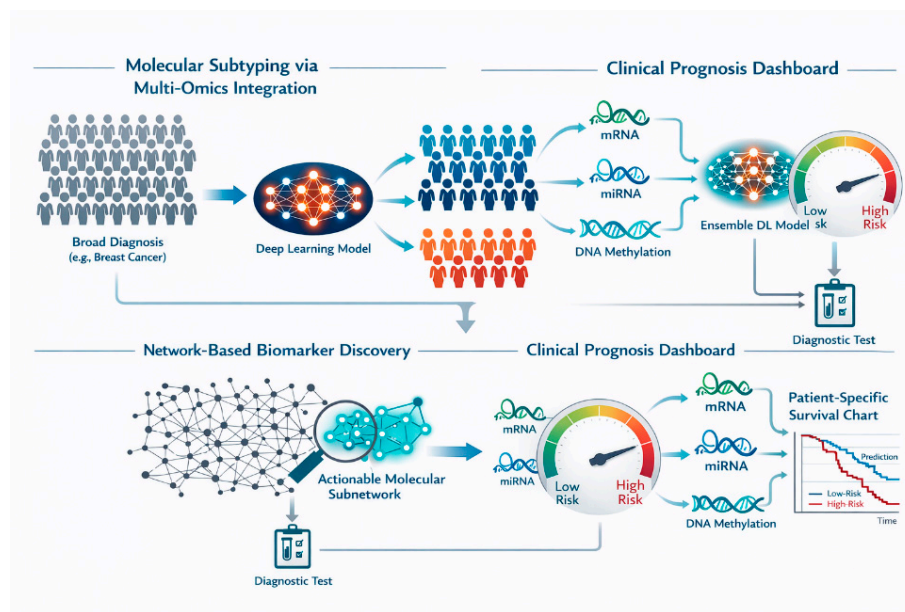 Molecular Subtyping via
Multi-Omics Integration
Clinical Prognosis Dashboard
Broad Diagnosis
(e.g., Breast Cancer)
Deep Learning Model
mRNA
miRNA
DNA Methylation
Ensemble DL Model
Low
sk
High
Risk
Diagnostic Test
Network-Based Biomarker Discovery
Clinical Prognosis Dashboard
Actionable Molecular
Subnetwork
Diagnostic Test
mRNA
miRNA
Low
Risk
High
Risk
mRNA
miRNA
DNA Methylation
Patient-Specific
Survival Chart
Prediction
Low-Risk
High-Risk
Time